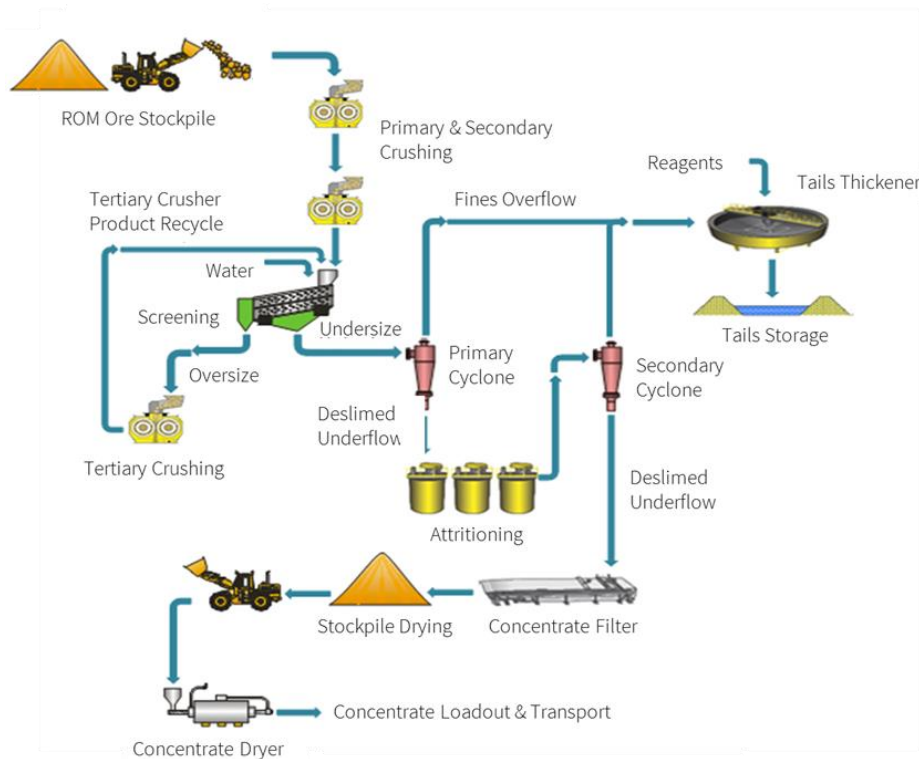 ROM Ore Stockpile
Primary & Secondary
Crushing
Reagents
Tails Thickener
Tertiary Crusher
Product Recycle
Fines Overflow
Water
Screening
Undersize
Tails Storage
Oversize
Primary
Cyclone
Secondary
Cyclone
Deslimed
Underflow
Tertiary Crushing
Deslimed
Underflow
Attritioning
Stockpile Drying
Concentrate Filter
Concentrate Loadout & Transport
Concentrate Dryer